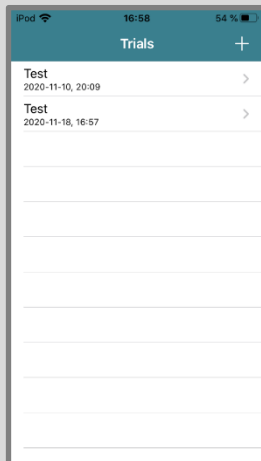 iPod 16:58 54 %
Trials
Test
2020-11-10, 20:09
Test
2020-11-18, 16:57